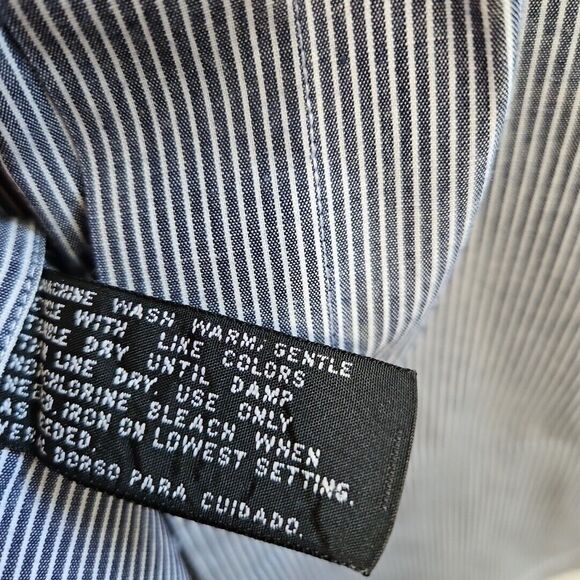 MACHINE WASH WARM, GENTLE
WITH LIKE COLORS
DRY UNTIL DAMP
LINE DRY. USE ONLY
CHLORINE BLEACH WHEN
IRON ON LOWEST SETTING.
DORSO PARA CUIDADO.